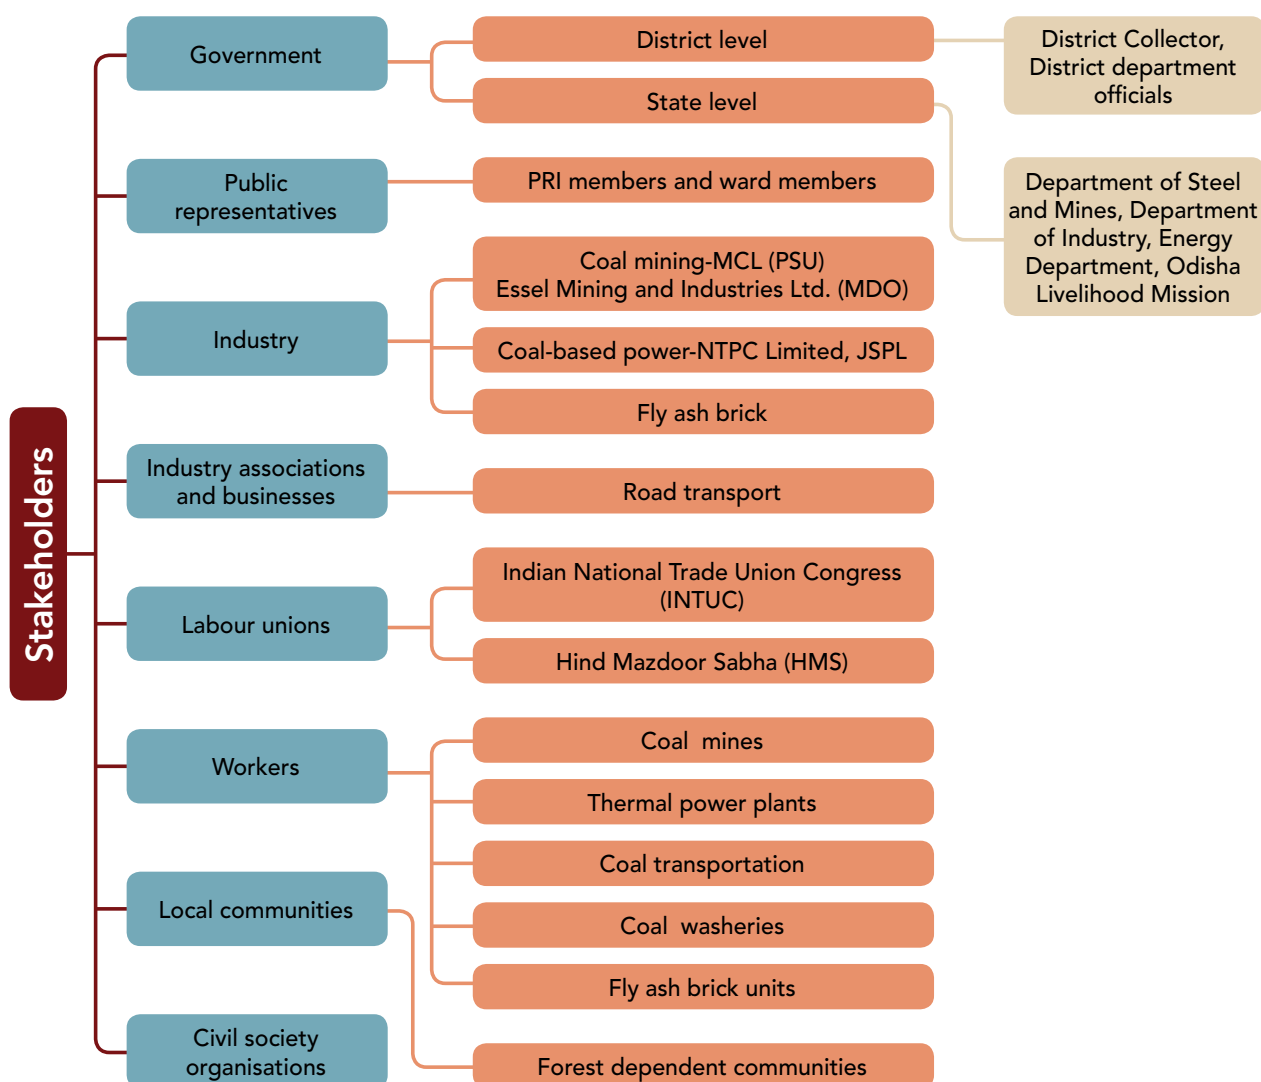 Stakeholders
Government
District level
State level
District Collector,
District department
officials
Department of Steel
and Mines, Department
of Industry, Energy
Department, Odisha
Livelihood Mission
Public
representatives
PRI members and ward members
Industry
Coal mining-MCL (PSU)
Essel Mining and Industries Ltd. (MDO)
Coal-based power-NTPC Limited, JSPL
Fly ash brick
Industry associations
and businesses
Road transport
Labour unions
Indian National Trade Union Congress
(INTUC)
Hind Mazdoor Sabha (HMS)
Workers
Coal mines
Thermal power plants
Coal transportation
Coal washeries
Fly ash brick units
Local communities
Forest dependent communities
Civil society
organisations